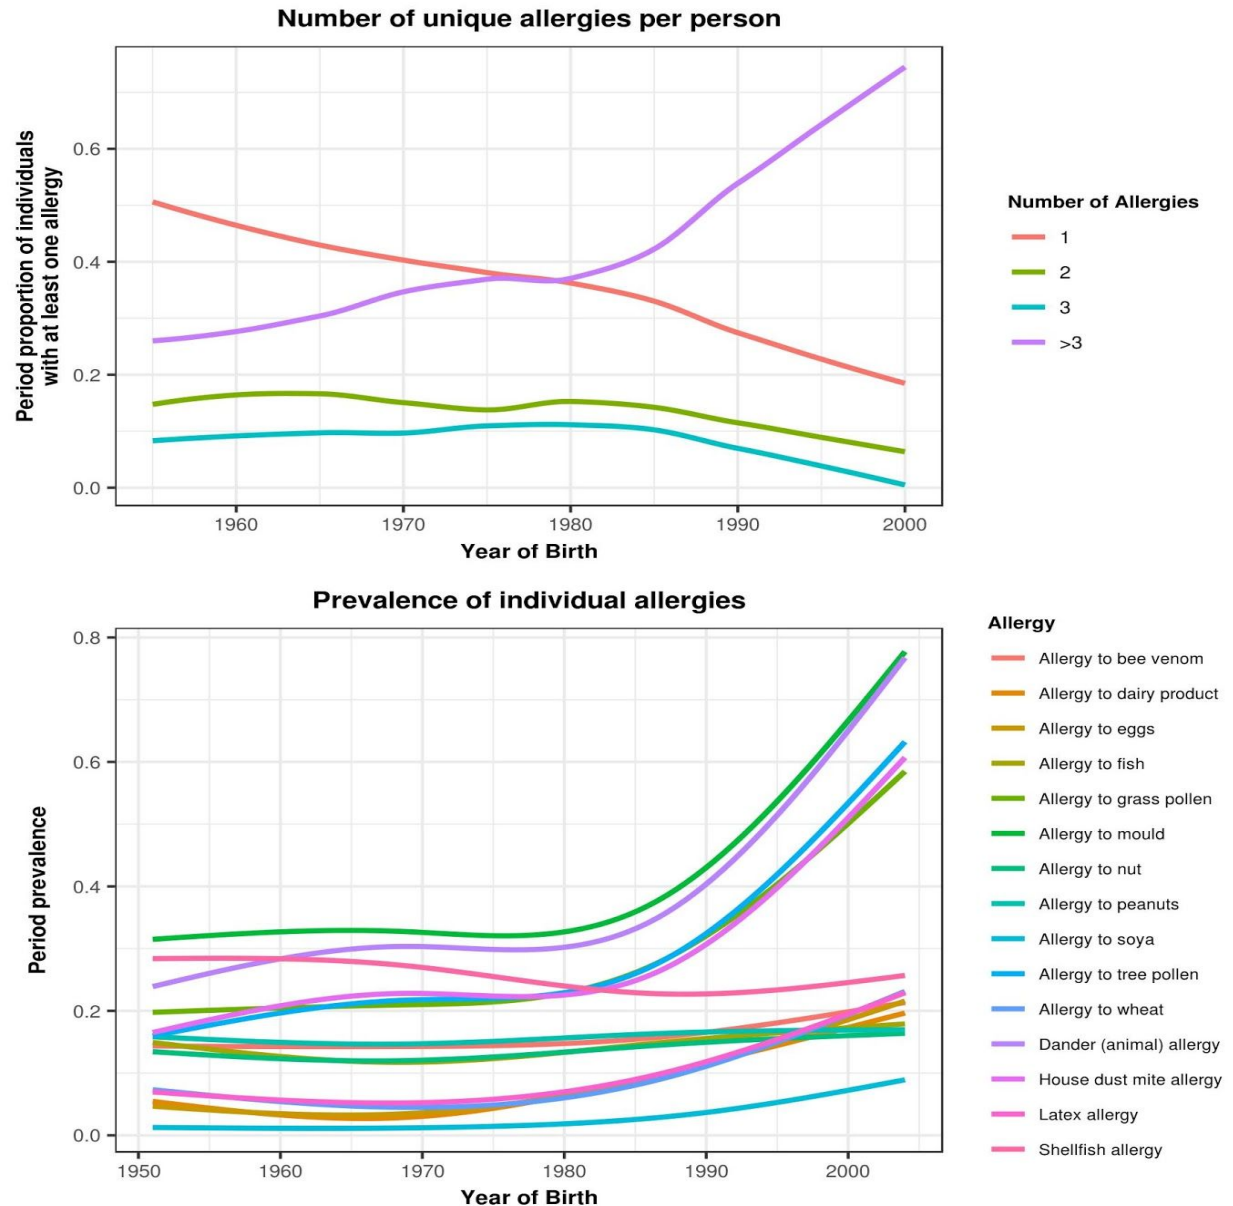 Number of unique allergies per person
Period proportion of individuals
with at least one allergy
0.6
0.4
0.2
0.0
1960 1970 1980 1990 2000
Year of Birth
Number of Allergies
1
2
3
>3
Prevalence of individual allergies
Period prevalence
0.8
0.6
0.4
0.2
0.0
1950 1960 1970 1980 1990 2000
Year of Birth
Allergy
Allergy to bee venom
Allergy to dairy product
Allergy to eggs
Allergy to fish
Allergy to grass pollen
Allergy to mould
Allergy to nut
Allergy to peanuts
Allergy to soya
Allergy to tree pollen
Allergy to wheat
Dander (animal) allergy
House dust mite allergy
Latex allergy
Shellfish allergy